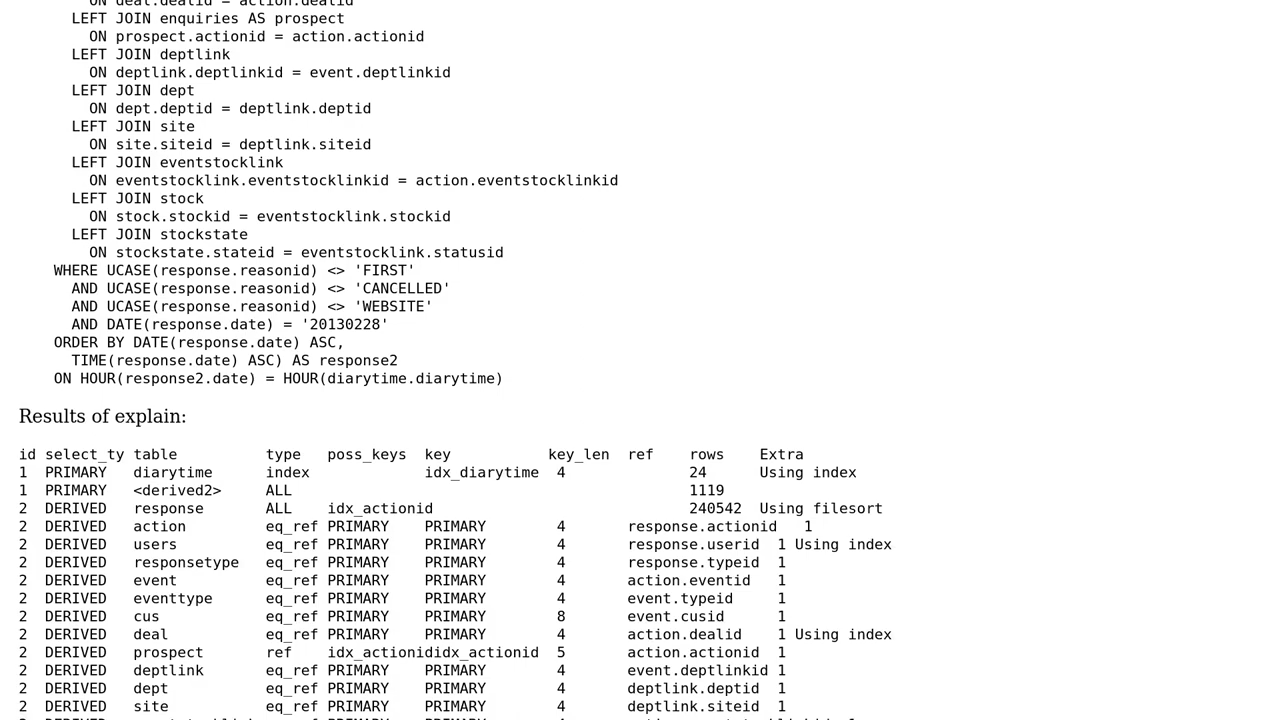 ON deal.dealid = action.dealid
LEFT JOIN enquiries AS prospect
ON prospect.actionid = action.actionid
LEFT JOIN deptlink
ON deptlink.deptlinkid = event.deptlinkid
LEFT JOIN dept
ON dept.deptid = deptlink.deptid
LEFT JOIN site
ON site.siteid = deptlink.siteid
LEFT JOIN eventstocklink
ON eventstocklink.eventstocklinkid = action.eventstocklinkid
LEFT JOIN stock
ON stock.stockid = eventstocklink.stockid
LEFT JOIN stockstate
ON stockstate.stateid = eventstocklink.statusid
WHERE UCASE(response.reasonid) <> 'FIRST'
AND UCASE(response.reasonid) <> 'CANCELLED'
AND UCASE(response.reasonid) <> 'WEBSITE'
AND DATE(response.date) = '20130228'
ORDER BY DATE(response.date) ASC,
TIME(response.date) ASC) AS response2
ON HOUR(response2.date) = HOUR(diarytime.diarytime)
Results of explain:
id select_ty table type poss_keys key key_len ref rows Extra
1 PRIMARY diarytime index idx_diarytime 4 24 Using index
1 PRIMARY <derived2> ALL 1119
2 DERIVED response ALL idx_actionid 240542 Using filesort
2 DERIVED action eq_ref PRIMARY PRIMARY 4 response.actionid 1
2 DERIVED users eq_ref PRIMARY PRIMARY 4 response.userid 1 Using index
2 DERIVED responsetype eq_ref PRIMARY PRIMARY 4 response.typeid 1
2 DERIVED event eq_ref PRIMARY PRIMARY 4 action.eventid 1
2 DERIVED eventtype eq_ref PRIMARY PRIMARY 4 event.typeid 1
2 DERIVED cus eq_ref PRIMARY PRIMARY 8 event.cusid 1
2 DERIVED deal eq_ref PRIMARY PRIMARY 4 action.dealid 1 Using index
2 DERIVED prospect ref idx_actionididx_actionid 5 action.actionid 1
2 DERIVED deptlink eq_ref PRIMARY PRIMARY 4 event.deptlinkid 1
2 DERIVED dept eq_ref PRIMARY PRIMARY 4 deptlink.deptid 1
2 DERIVED site eq_ref PRIMARY PRIMARY 4 deptlink.siteid 1